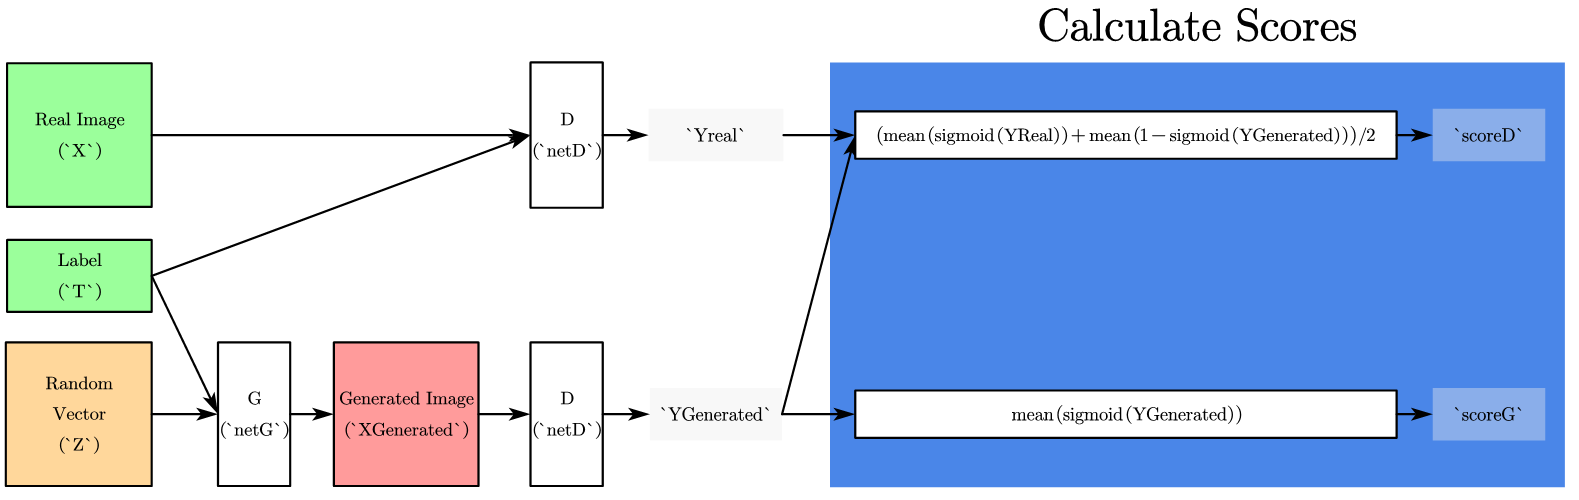 Calculate Scores
Real Image
(`X`)
D
(`netD`)
`Yreal`
(mean(sigmoid(YReal))+mean(1−sigmoid(YGenerated)))/2
`scoreD`
Label
(`T`)
Random
Vector
(`Z`)
G
(`netG`)
Generated Image
(`XGenerated`)
D
(`netD`)
`YGenerated`
mean(sigmoid(YGenerated))
`scoreG`